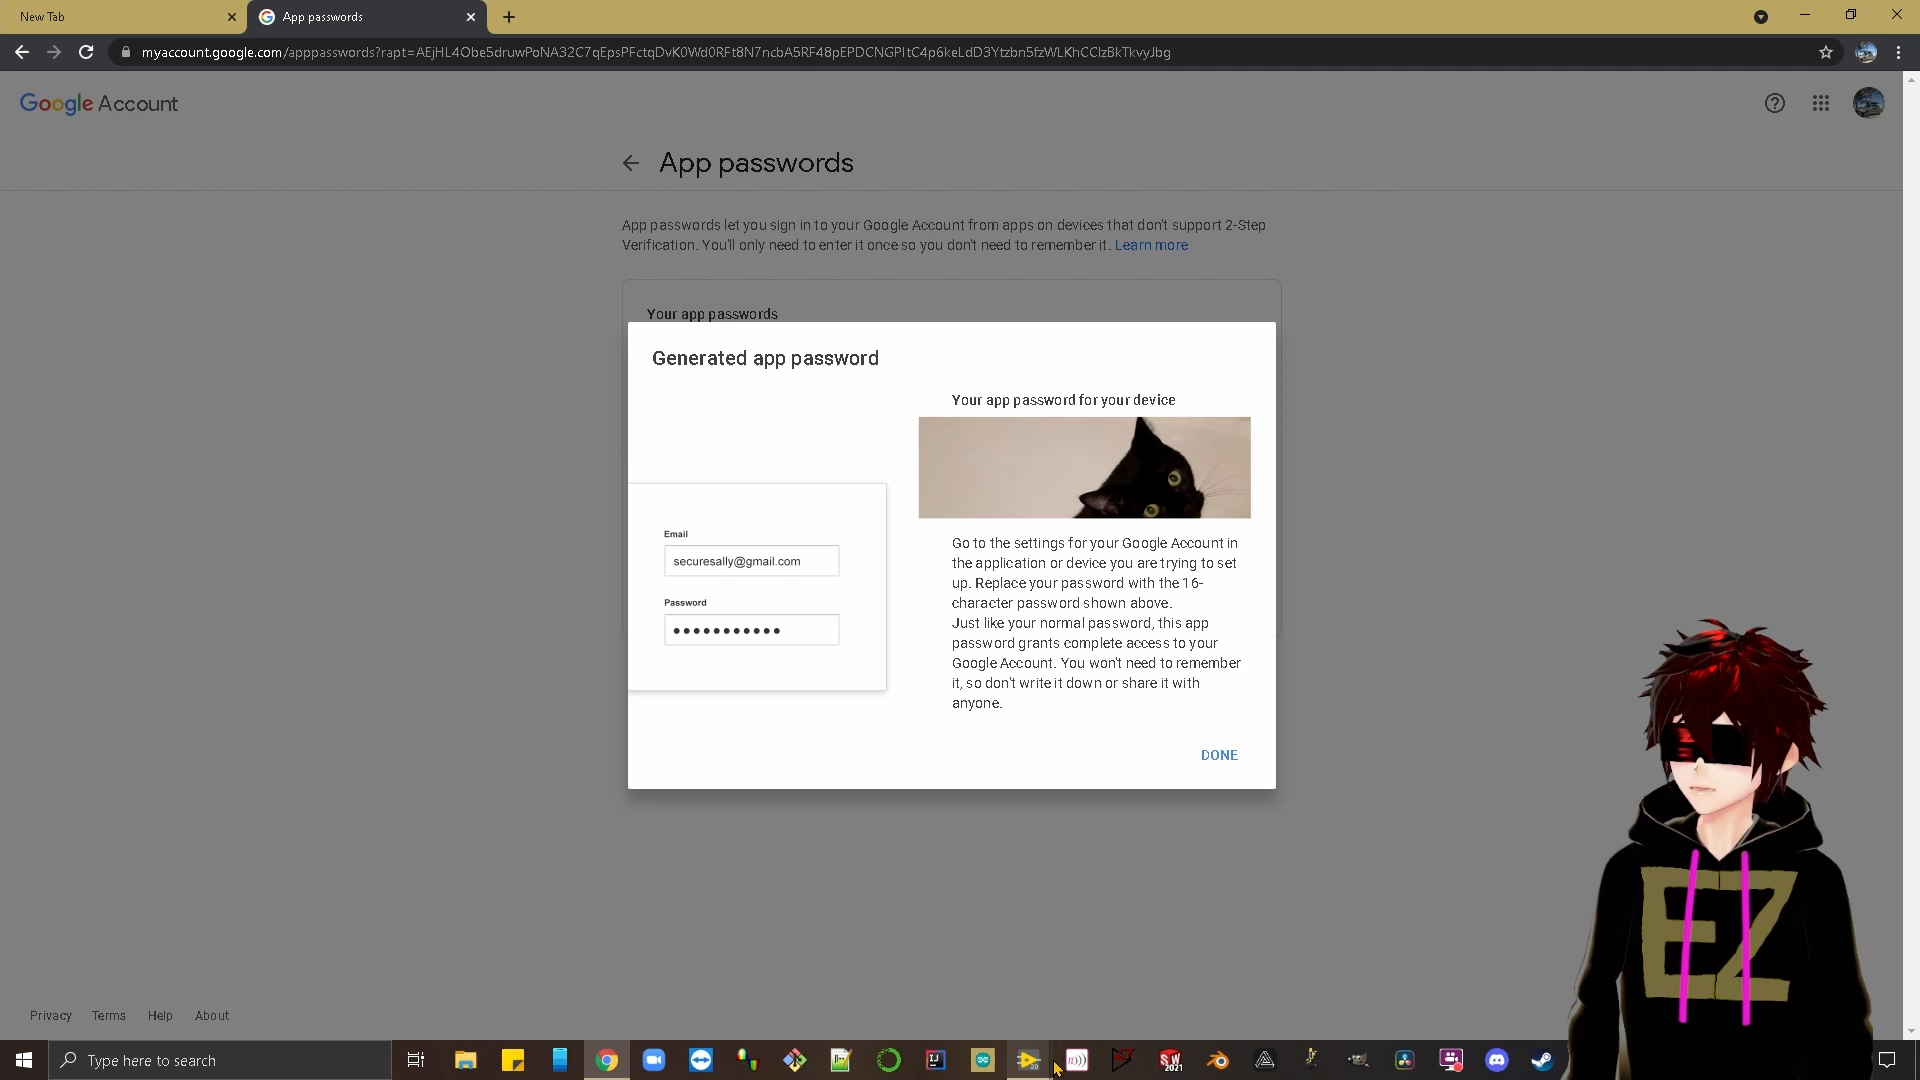 New Tab
App passwords
myaccount.google.com/apppasswords?rapt=AEjHL4Obe5druwPoNA32C7qEpsPFctqDvK0Wd0RFt8N7ncbA5RF48pEPDCNGPItC4p6keLdD3Ytzbn5fzWLKhCCIzBkTkvyJbg
Google Account
App passwords
App passwords let you sign in to your Google Account from apps on devices that don't support 2-Step
Verification. You'll only need to enter it once so you don't need to remember it. Learn more
Your app passwords
Generated app password
Your app password for your device
Email
securesally@gmail.com
Password
Go to the settings for your Google Account in
the application or device you are trying to set
up. Replace your password with the 16-
character password shown above.
Just like your normal password, this app
password grants complete access to your
Google Account. You won't need to remember
it, so don't write it down or share it with
anyone.
DONE
EZ
Privacy Terms Help About
Type here to search
IJ
20
n)))
SW
2021